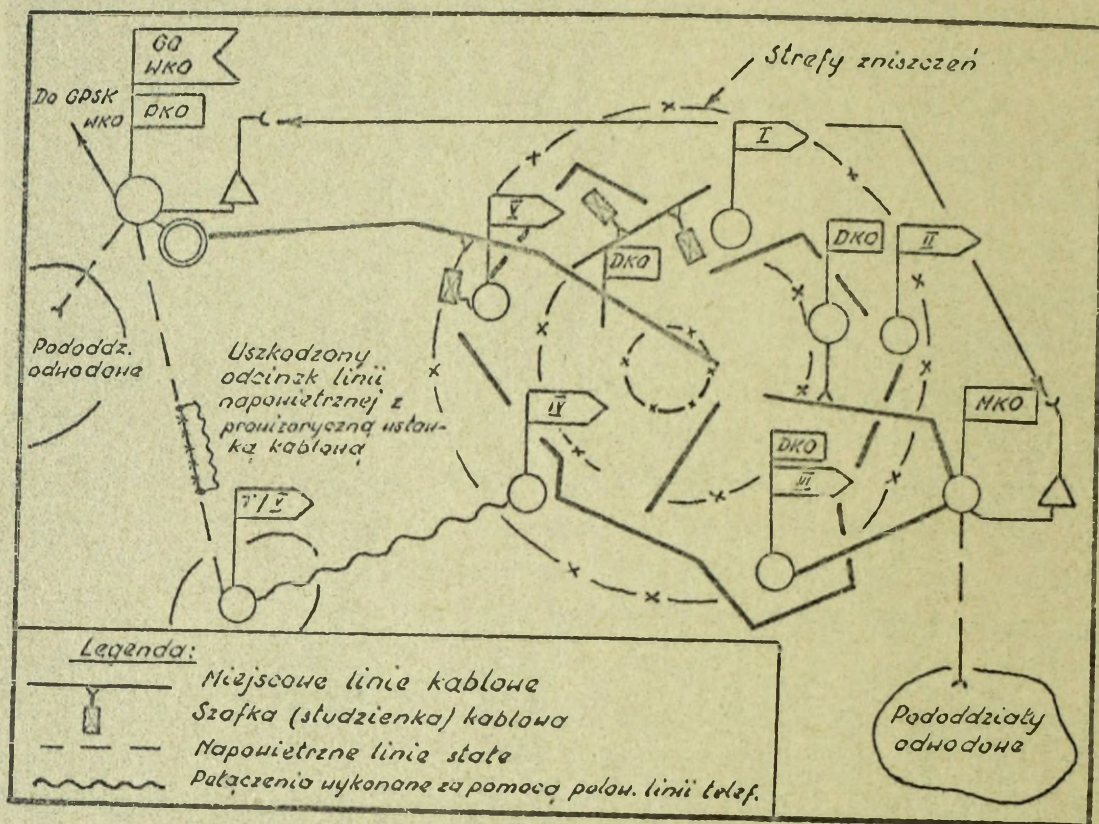 GO
WKO
Do GPSK
WKO
PKO
Strefy zniszczeń
I
V
DKO
DKO
II
Pododdz.
odwodowe
Uszkodzony
odcinek linii
napowietrznej z
prowizoryczną wstaw-
ką kablową
IV
MKO
DKO
III
Legenda:
Miejscowe linie kablowe
Szafka (studzienka) kablowa
Napowietrzne linie stałe
Połączenia wykonane za pomocą polow. linii telef.
Pododdziały
odwodowe